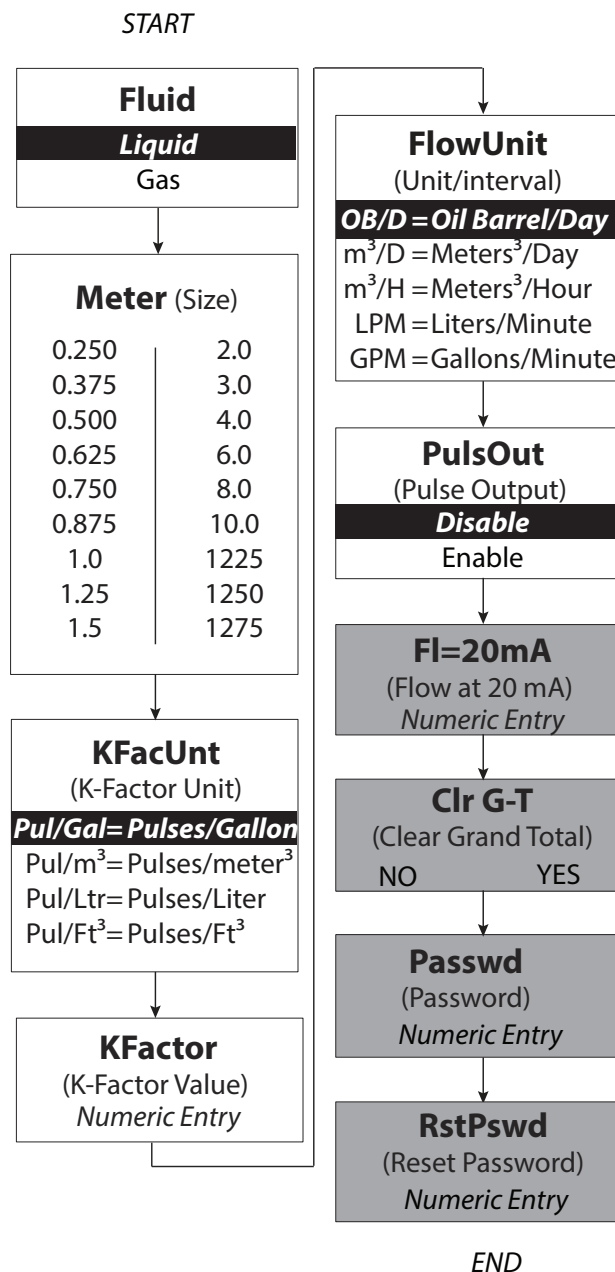 START
Fluid
Liquid
Gas
Meter (Size)
0.250 2.0
0.375 3.0
0.500 4.0
0.625 6.0
0.750 8.0
0.875 10.0
1.0 1225
1.25 1250
1.5 1275
KFacUnt
(K-Factor Unit)
Pul/Gal= Pulses/Gallon
Pul/m³= Pulses/meter³
Pul/Ltr= Pulses/Liter
Pul/Ft³= Pulses/Ft³
KFactor
(K-Factor Value)
Numeric Entry
FlowUnit
(Unit/interval)
OB/D = Oil Barrel/Day
m³/D = Meters³/Day
m³/H = Meters³/Hour
LPM = Liters/Minute
GPM = Gallons/Minute
PulsOut
(Pulse Output)
Disable
Enable
Fl=20mA
(Flow at 20 mA)
Numeric Entry
Clr G-T
(Clear Grand Total)
NO YES
Passwd
(Password)
Numeric Entry
RstPswd
(Reset Password)
Numeric Entry
END